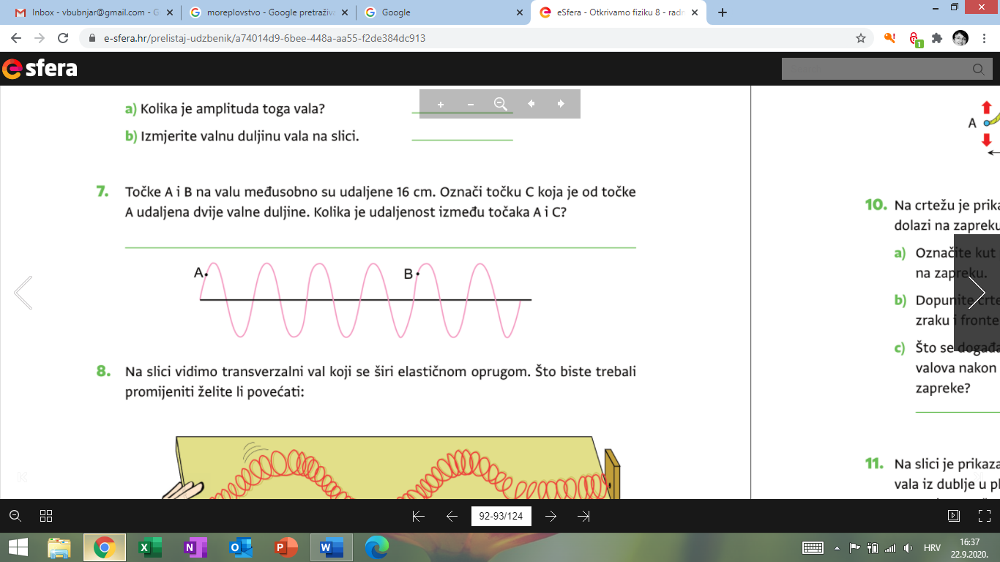 Inbox - vbubnjar@gmail.com - G
moreplovstvo - Google pretraživa
Google
eSfera - Otkrivamo fiziku 8 - radn
e-sfera.hr/prelistaj-udzbenik/a74014d9-6bee-448a-aa55-f2de384dc913
1
e sfera
a) Kolika je amplituda toga vala?
b) Izmjerite valnu duljinu vala na slici.
7. Točke A i B na valu međusobno su udaljene 16 cm. Označi točku C koja je od točke
A udaljena dvije valne duljine. Kolika je udaljenost između točaka A i C?
A
B
8. Na slici vidimo transverzalni val koji se širi elastičnom oprugom. Što biste trebali
promijeniti želite li povećati:
A
10. Na crtežu je prika
dolazi na zapreku
a) Označite kut
na zapreku.
b) Dopunite crte
zraku i fronte
c) Što se događa
valova nakon
zapreke?
11. Na slici je prikaza
vala iz dublje u pl
92-93/124
HRV
16:37
22.9.2020.